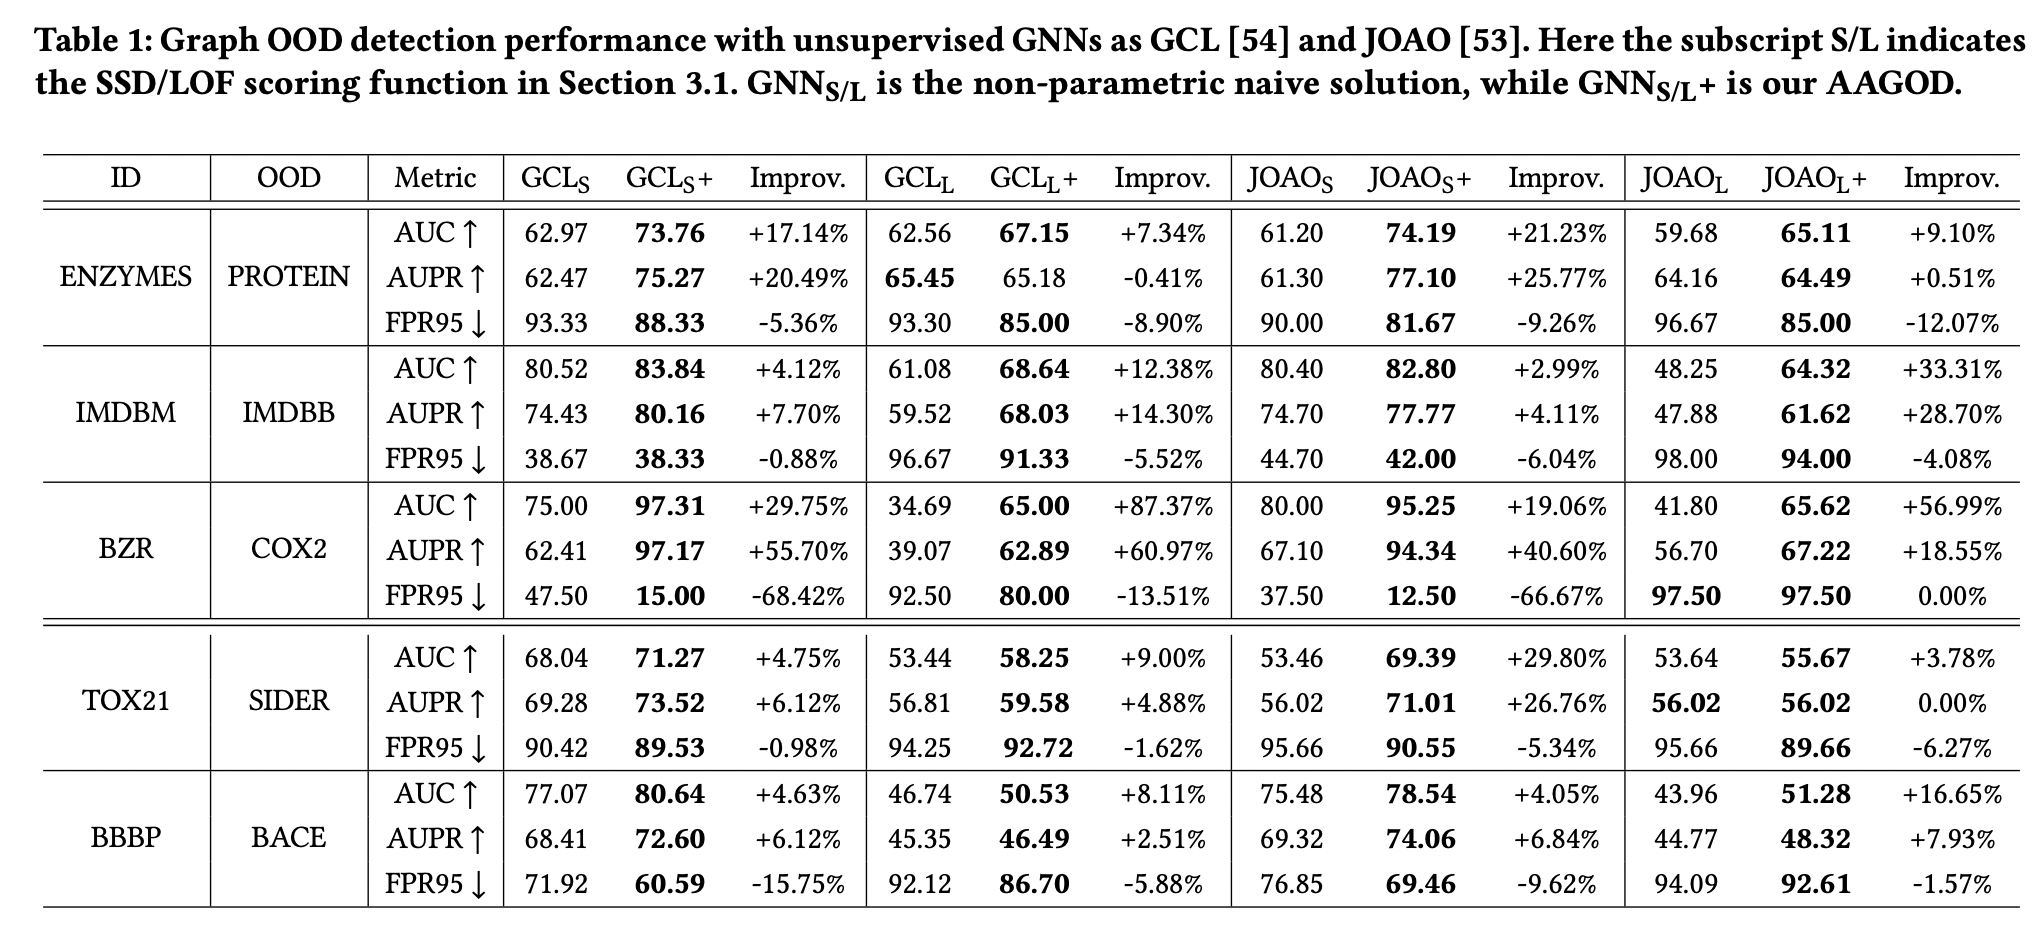 Table 1: Graph OOD detection performance with unsupervised GNNs as GCL [54] and JOAO [53]. Here the subscript S/L indicates
the SSD/LOF scoring function in Section 3.1. GNN_S/L is the non-parametric naive solution, while GNN_S/L+ is our AAGOD.
ID OOD Metric GCL_S GCL_S+ Improv. GCL_L GCL_L+ Improv. JOAO_S JOAO_S+ Improv. JOAO_L JOAO_L+ Improv.
AUC ↑ 62.97 73.76 +17.14% 62.56 67.15 +7.34% 61.20 74.19 +21.23% 59.68 65.11 +9.10%
ENZYMES PROTEIN AUPR ↑ 62.47 75.27 +20.49% 65.45 65.18 -0.41% 61.30 77.10 +25.77% 64.16 64.49 +0.51%
FPR95 ↓ 93.33 88.33 -5.36% 93.30 85.00 -8.90% 90.00 81.67 -9.26% 96.67 85.00 -12.07%
AUC ↑ 80.52 83.84 +4.12% 61.08 68.64 +12.38% 80.40 82.80 +2.99% 48.25 64.32 +33.31%
IMDBM IMDBB AUPR ↑ 74.43 80.16 +7.70% 59.52 68.03 +14.30% 74.70 77.77 +4.11% 47.88 61.62 +28.70%
FPR95 ↓ 38.67 38.33 -0.88% 96.67 91.33 -5.52% 44.70 42.00 -6.04% 98.00 94.00 -4.08%
AUC ↑ 75.00 97.31 +29.75% 34.69 65.00 +87.37% 80.00 95.25 +19.06% 41.80 65.62 +56.99%
BZR COX2 AUPR ↑ 62.41 97.17 +55.70% 39.07 62.89 +60.97% 67.10 94.34 +40.60% 56.70 67.22 +18.55%
FPR95 ↓ 47.50 15.00 -68.42% 92.50 80.00 -13.51% 37.50 12.50 -66.67% 97.50 97.50 0.00%
AUC ↑ 68.04 71.27 +4.75% 53.44 58.25 +9.00% 53.46 69.39 +29.80% 53.64 55.67 +3.78%
TOX21 SIDER AUPR ↑ 69.28 73.52 +6.12% 56.81 59.58 +4.88% 56.02 71.01 +26.76% 56.02 56.02 0.00%
FPR95 ↓ 90.42 89.53 -0.98% 94.25 92.72 -1.62% 95.66 90.55 -5.34% 95.66 89.66 -6.27%
AUC ↑ 77.07 80.64 +4.63% 46.74 50.53 +8.11% 75.48 78.54 +4.05% 43.96 51.28 +16.65%
BBBP BACE AUPR ↑ 68.41 72.60 +6.12% 45.35 46.49 +2.51% 69.32 74.06 +6.84% 44.77 48.32 +7.93%
FPR95 ↓ 71.92 60.59 -15.75% 92.12 86.70 -5.88% 76.85 69.46 -9.62% 94.09 92.61 -1.57%